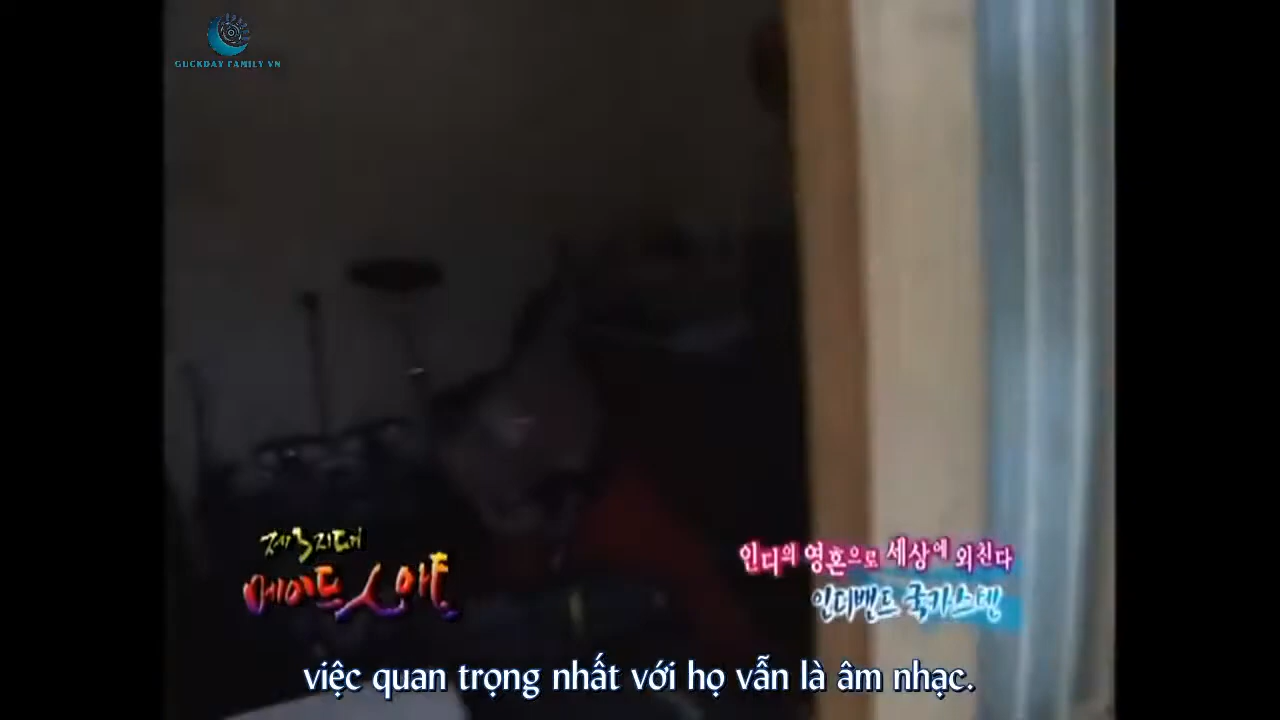 GUCKDAY FAMILY VN
제3지대
인디의 영혼으로 세상에 외친다
메이드人
인디밴드 국카스텐
việc quan trọng nhất với họ vẫn là âm nhạc.